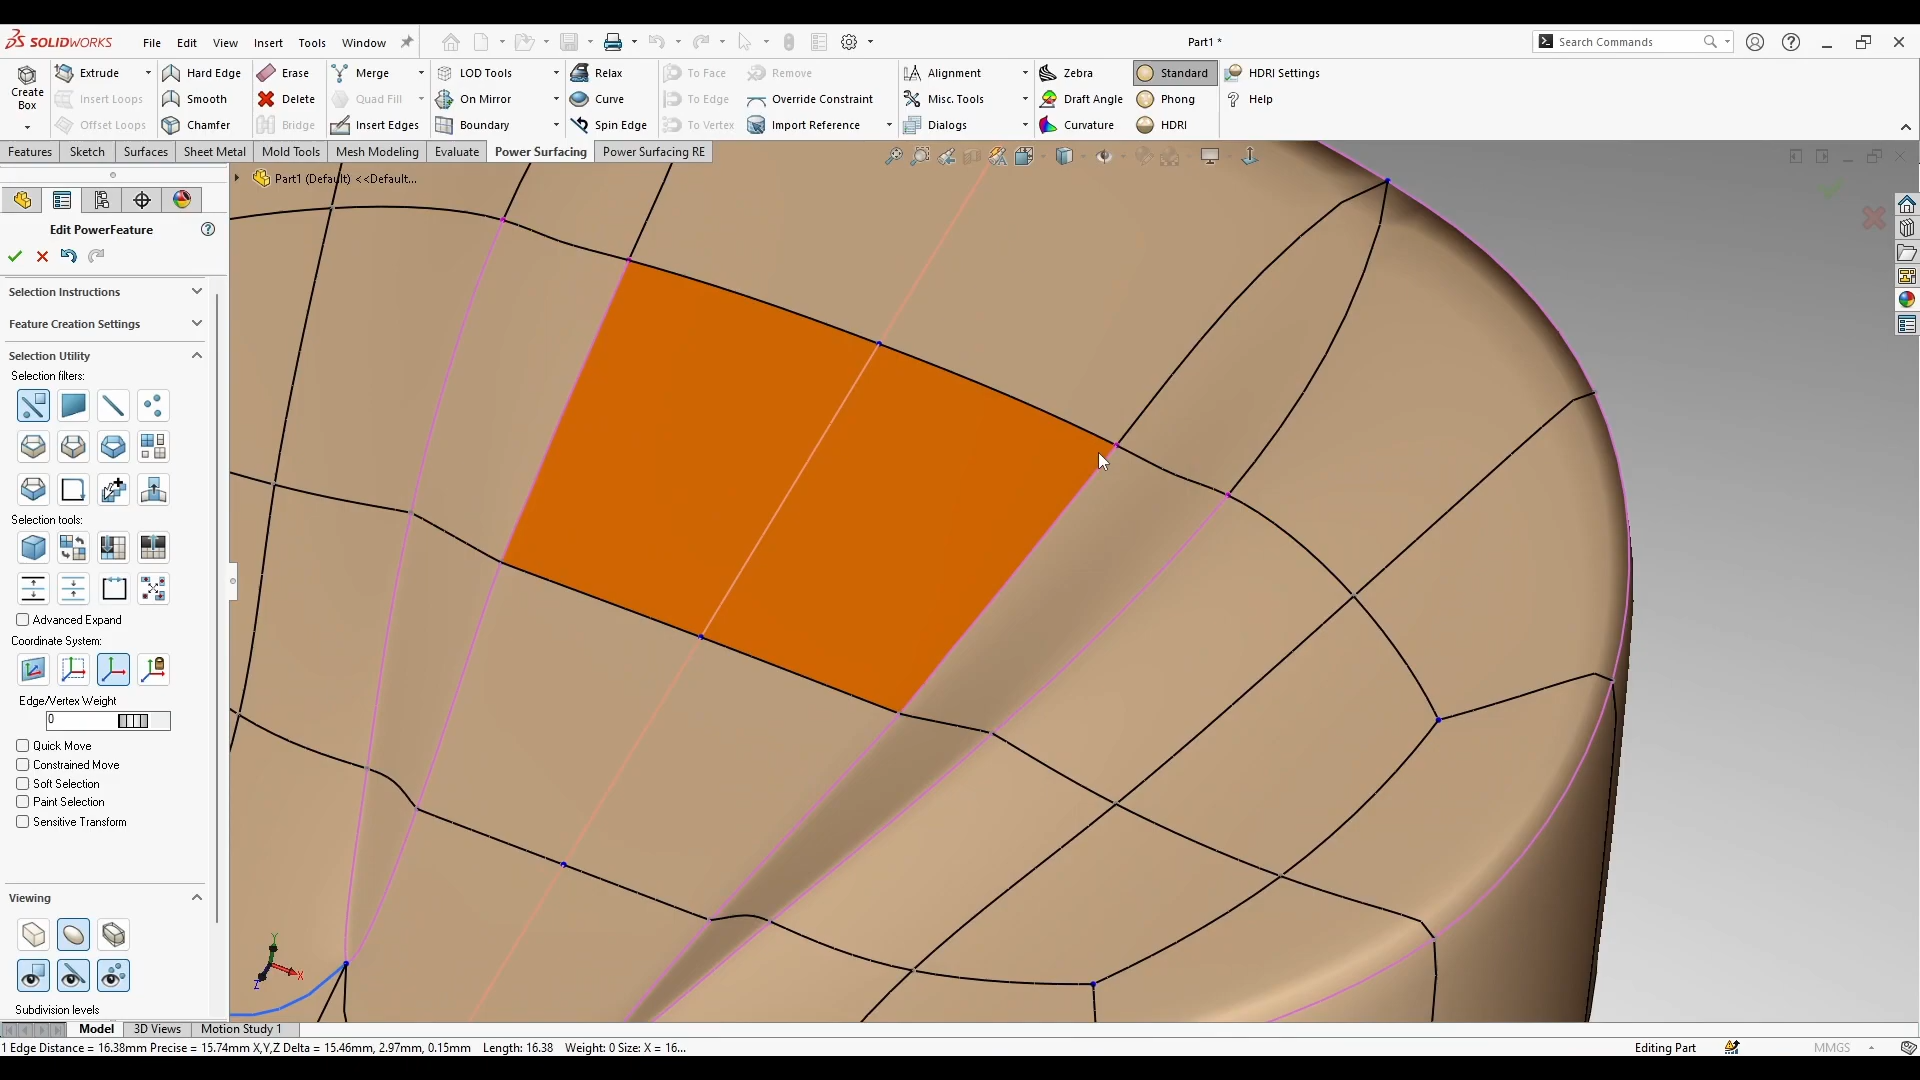 SOLIDWORKS File Edit View Insert Tools Window Part1 * Search Commands
Create Box
Extrude Hard Edge Erase Merge LOD Tools Relax To Face Remove Alignment Zebra Standard HDRI Settings
Insert Loops Smooth Delete Quad Fill On Mirror Curve To Edge Override Constraint Misc. Tools Draft Angle Phong Help
Offset Loops Chamfer Bridge Insert Edges Boundary Spin Edge To Vertex Import Reference Dialogs Curvature HDRI
Features Sketch Surfaces Sheet Metal Mold Tools Mesh Modeling Evaluate Power Surfacing Power Surfacing RE
Part1 (Default) <<Default...
Edit PowerFeature
Selection Instructions
Feature Creation Settings
Selection Utility
Selection filters:
Selection tools:
Advanced Expand
Coordinate System:
Edge/Vertex Weight
0
Quick Move
Constrained Move
Soft Selection
Paint Selection
Sensitive Transform
Viewing
Y
X
Z
Subdivision levels
Model 3D Views Motion Study 1
1 Edge Distance = 16.38mm Precise = 15.74mm X,Y,Z Delta = 15.46mm, 2.97mm, 0.15mm Length: 16.38 Weight: 0 Size: X = 16... Editing Part MMGS